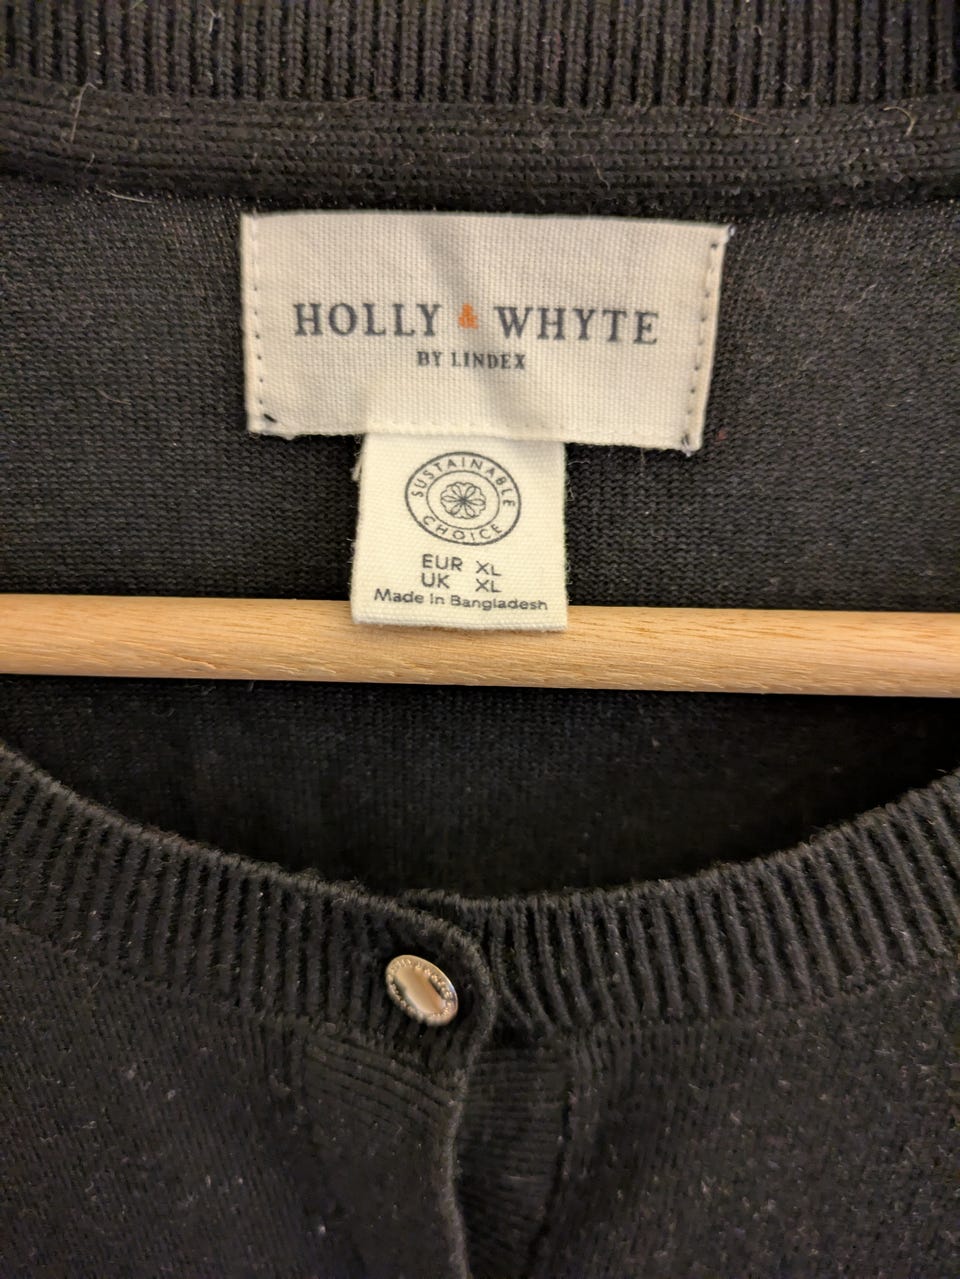 HOLLY & WHYTE
BY LINDEX
SUSTAINABLE
CHOICE
EUR XL
UK XL
Made in Bangladesh